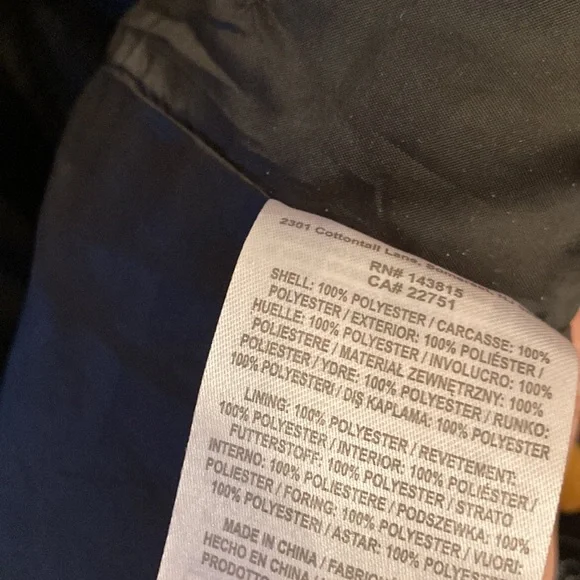 2301 Cottontail Lane,
RN# 143815
CA# 22751
SHELL: 100% POLYESTER / CARCASSE: 100%
POLYESTER / EXTERIOR: 100% POLIÉSTER /
HUELLE: 100% POLYESTER / INVOLUCRO: 100%
POLIESTERE / MATERIAŁ ZEWNĘTRZNY: 100%
POLIESTER / YDRE: 100% POLYESTER / RUNKO:
100% POLYESTERI / DIŞ KAPLAMA: 100% POLYESTER
LINING: 100% POLYESTER / REVETEMENT:
100% POLYESTER / INTERIOR: 100% POLIÉSTER /
FUTTERSTOFF: 100% POLYESTER / STRATO
INTERNO: 100% POLIESTERE / PODSZEWKA: 100%
POLIESTER / FORING: 100% POLYESTER / VUORI:
100% POLYESTERI / ASTAR: 100%
MADE IN CHINA /
HECHO EN CHINA /
PRODOTTO